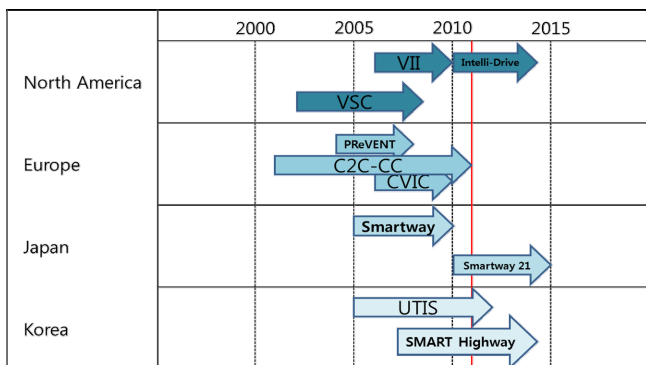 2000 2005 2010 2015
North America
VII
Intelli-Drive
VSC
Europe
PReVENT
C2C-CC
CVIC
Japan
Smartway
Smartway 21
Korea
UTIS
SMART Highway